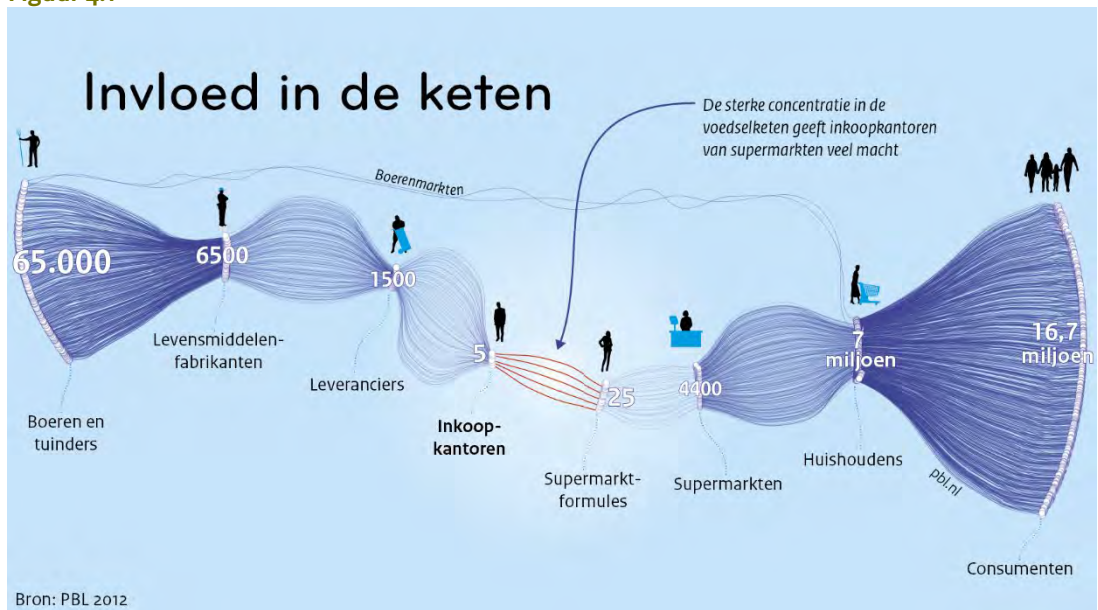 Invloed in de keten
De sterke concentratie in de
voedselketen geeft inkoopkantoren
van supermarkten veel macht
Boerenmarkten
65.000
6500
1500
5
25
4400
7
miljoen
16,7
miljoen
Boeren en
tuinders
Levensmiddelen-
fabrikanten
Leveranciers
Inkoop-
kantoren
Supermarkt-
formules
Supermarkten
Huishoudens
pbl.nl
Consumenten
Bron: PBL 2012